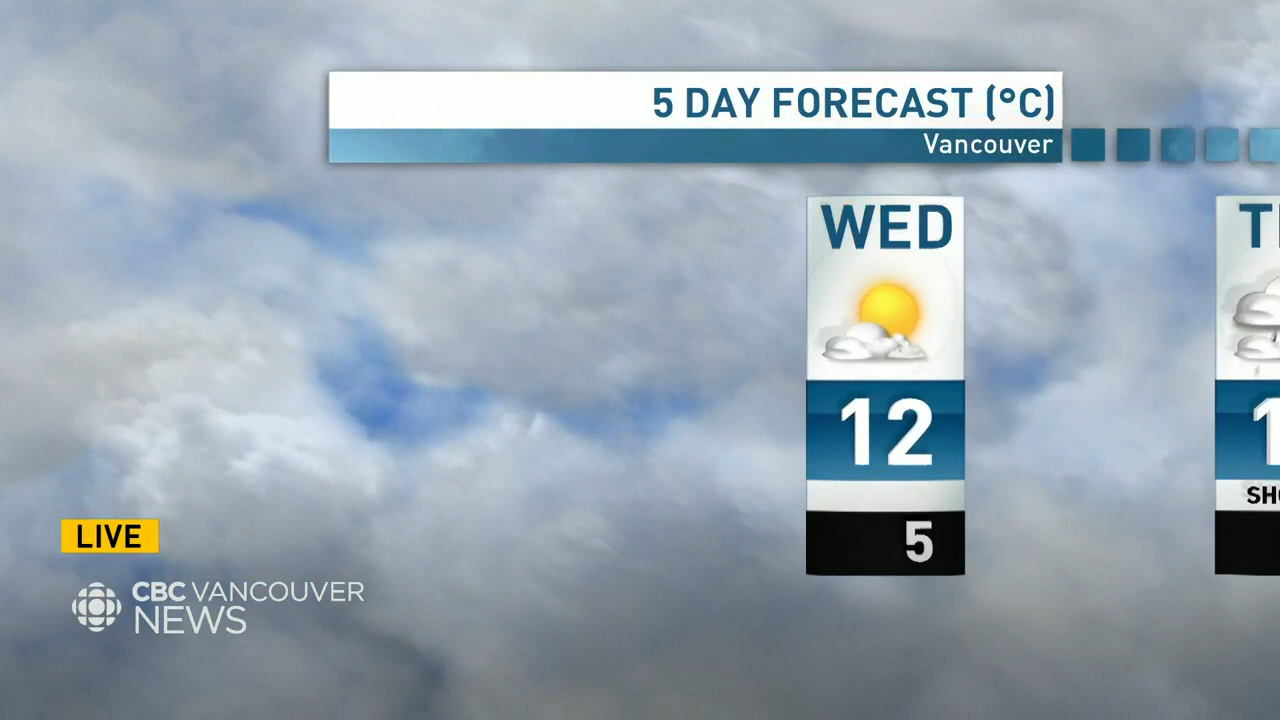 5 DAY FORECAST (°C)
Vancouver
WED
12
5
LIVE
CBC VANCOUVER
NEWS